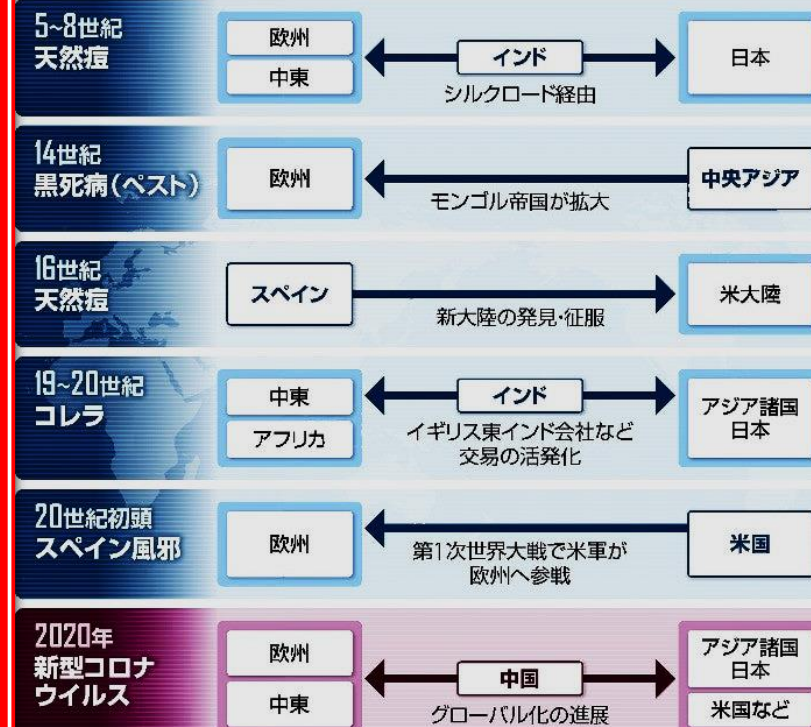 5~8世紀
天然痘
欧州
中東
インド
シルクロード経由
日本
14世紀
黒死病(ペスト)
欧州
モンゴル帝国が拡大
中央アジア
16世紀
天然痘
スペイン
新大陸の発見・征服
米大陸
19~20世紀
コレラ
中東
アフリカ
インド
イギリス東インド会社など
交易の活発化
アジア諸国
日本
20世紀初頭
スペイン風邪
欧州
第1次世界大戦で米軍が
欧州へ参戦
米国
2020年
新型コロナ
ウイルス
欧州
中東
中国
グローバル化の進展
アジア諸国
日本
米国など